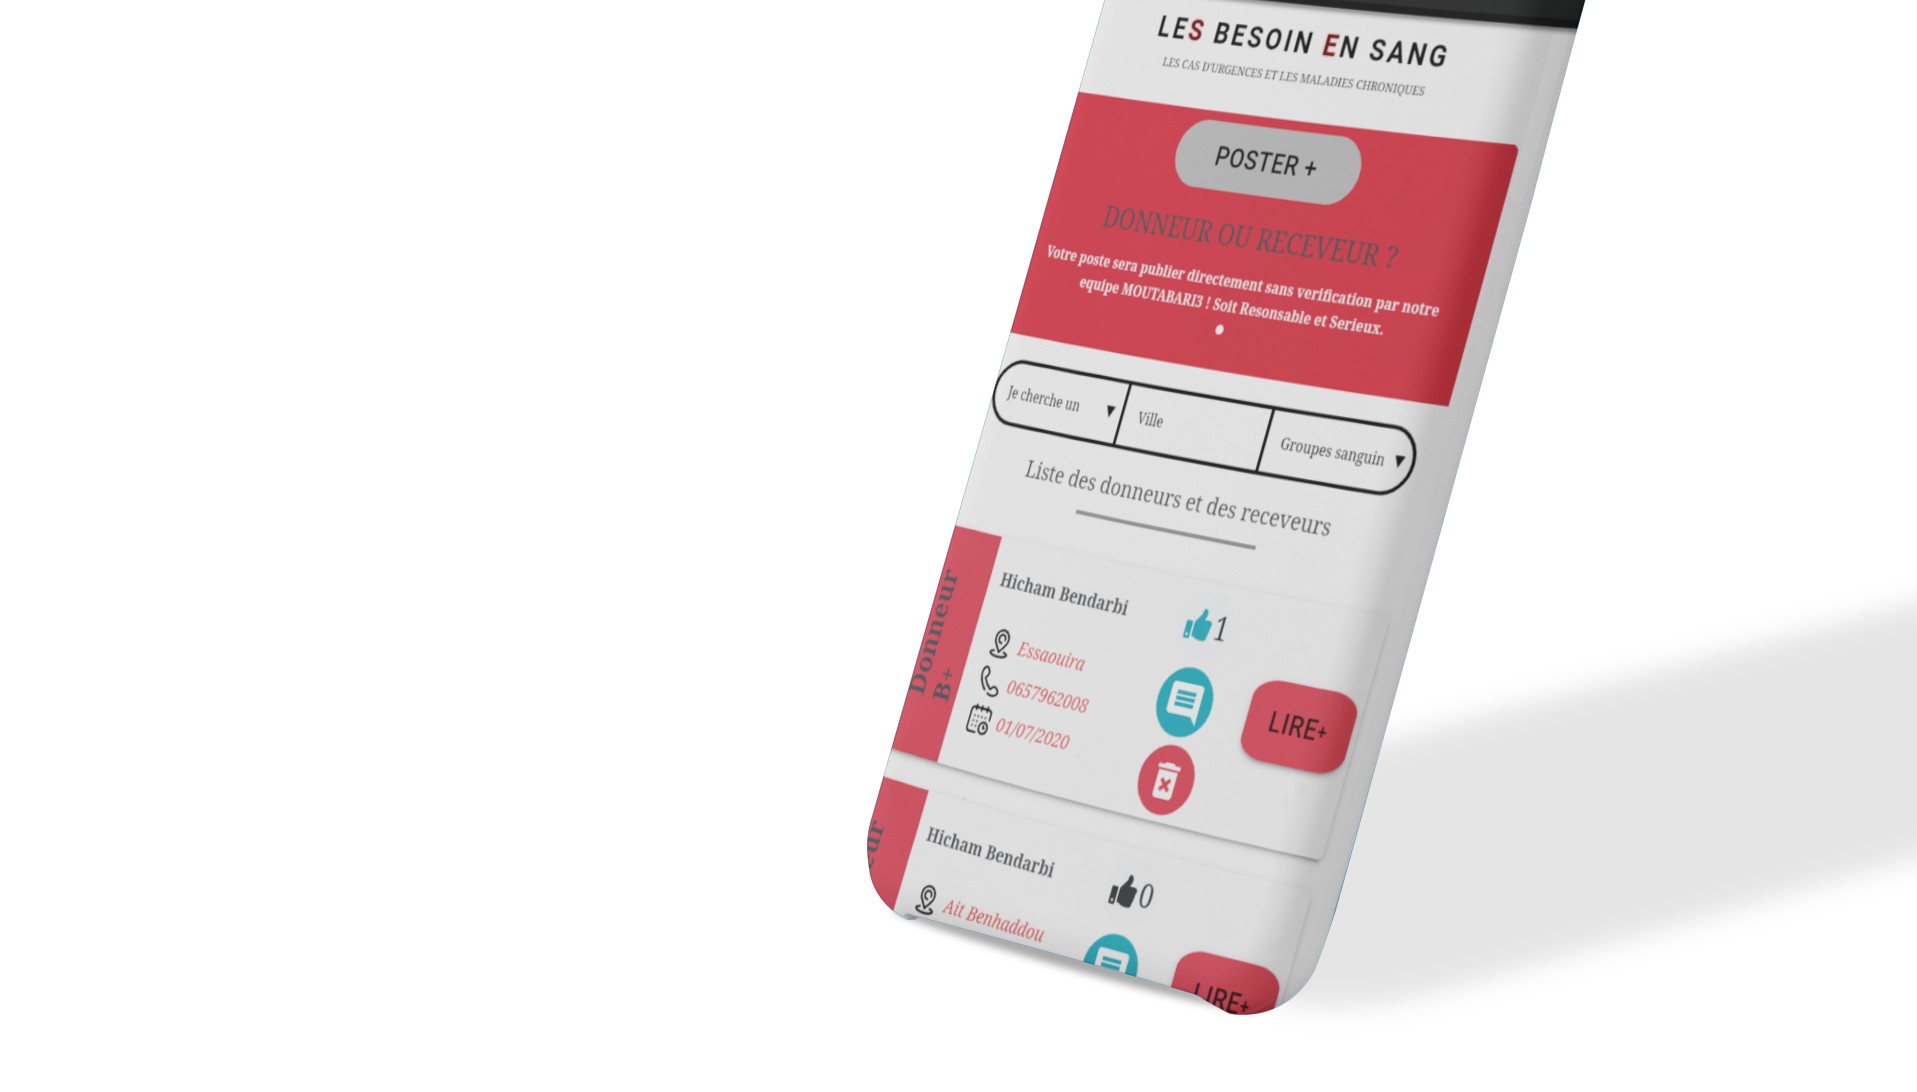 LES BESOIN EN SANG
LES CAS D'URGENCES ET LES MALADIES CHRONIQUES
POSTER +
DONNEUR OU RECEVEUR ?
Votre poste sera publier directement sans verification par notre
equipe MOUTABARI3 ! Soit Resonsable et Serieux.
Je cherche un
Ville
Groupes sanguin
Liste des donneurs et des receveurs
Donneur
B+
Hicham Bendarbi
1
Essaouira
0657962008
01/07/2020
LIRE+
eur
Hicham Bendarbi
0
Ait Benhaddou
LIRE+